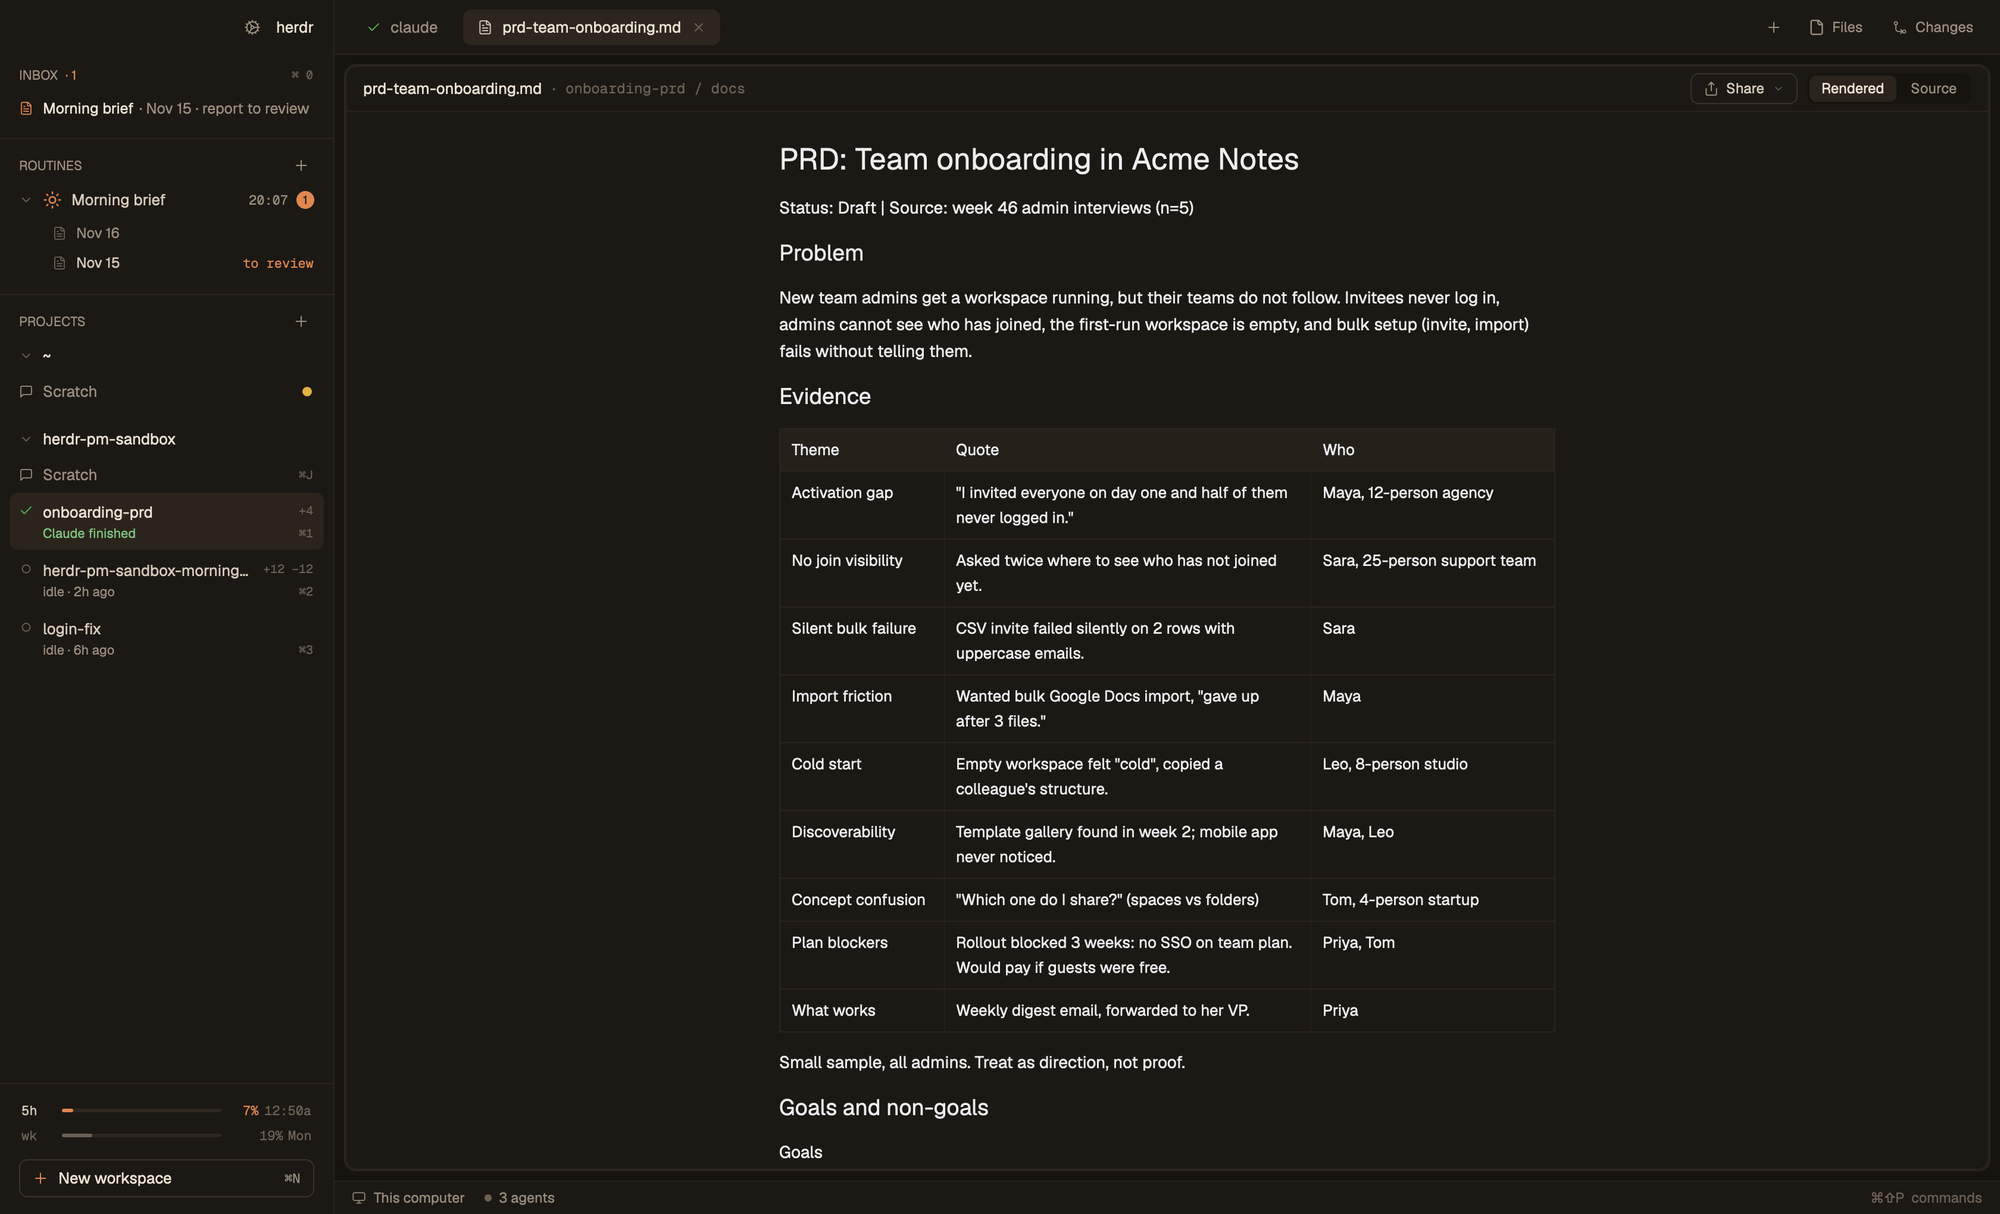 herdr
INBOX · 1 ⌘ 0
Morning brief · Nov 15 · report to review
ROUTINES +
Morning brief 20:07 1
Nov 16
Nov 15 to review
PROJECTS +
~
Scratch
herdr-pm-sandbox
Scratch ⌘J
onboarding-prd +4
Claude finished ⌘1
herdr-pm-sandbox-morning... +12 −12
idle · 2h ago ⌘2
login-fix
idle · 6h ago ⌘3
5h 7% 12:50a
wk 19% Mon
+ New workspace ⌘N
claude
prd-team-onboarding.md ×
+ Files Changes
prd-team-onboarding.md · onboarding-prd / docs
Share Rendered Source
PRD: Team onboarding in Acme Notes
Status: Draft | Source: week 46 admin interviews (n=5)
Problem
New team admins get a workspace running, but their teams do not follow. Invitees never log in,
admins cannot see who has joined, the first-run workspace is empty, and bulk setup (invite, import)
fails without telling them.
Evidence
Theme Quote Who
Activation gap "I invited everyone on day one and half of them Maya, 12-person agency
never logged in."
No join visibility Asked twice where to see who has not joined Sara, 25-person support team
yet.
Silent bulk failure CSV invite failed silently on 2 rows with Sara
uppercase emails.
Import friction Wanted bulk Google Docs import, "gave up Maya
after 3 files."
Cold start Empty workspace felt "cold", copied a Leo, 8-person studio
colleague's structure.
Discoverability Template gallery found in week 2; mobile app Maya, Leo
never noticed.
Concept confusion "Which one do I share?" (spaces vs folders) Tom, 4-person startup
Plan blockers Rollout blocked 3 weeks: no SSO on team plan. Priya, Tom
Would pay if guests were free.
What works Weekly digest email, forwarded to her VP. Priya
Small sample, all admins. Treat as direction, not proof.
Goals and non-goals
Goals
This computer 3 agents
⌘⇧P commands